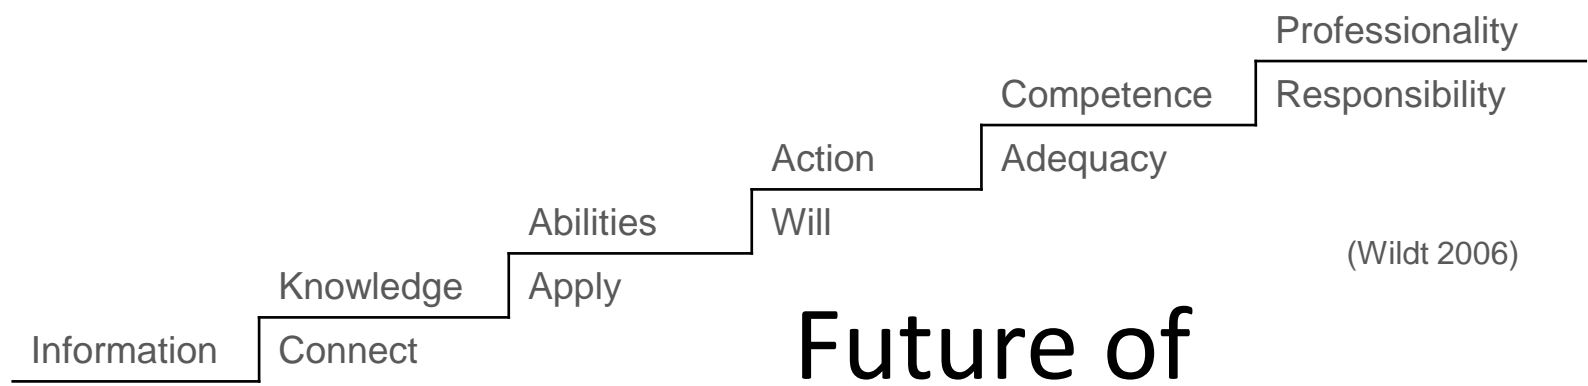 Professionality
Competence Responsibility
Action Adequacy
Abilities Will
(Wildt 2006)
Knowledge Apply
Information Connect
Future of